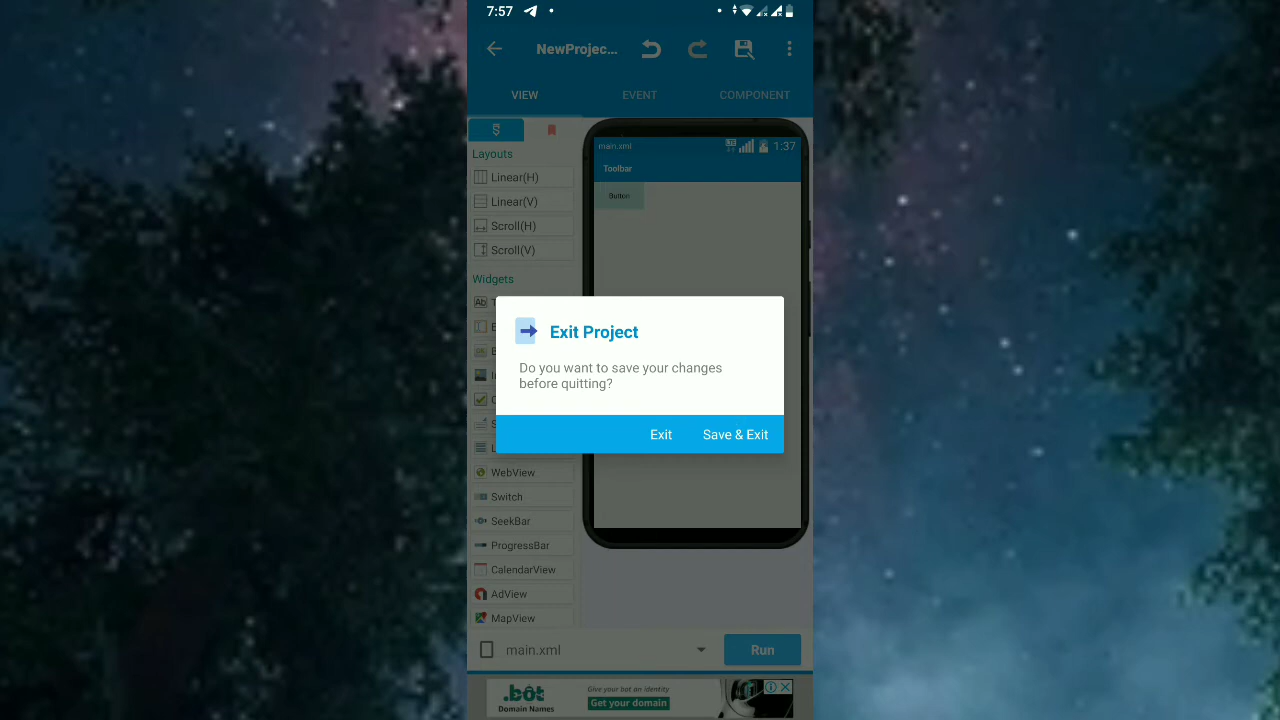 7:57
NewProjec...
VIEW
EVENT
COMPONENT
Layouts
main.xml
1:37
Toolbar
Linear(H)
Button
Linear(V)
Scroll(H)
Scroll(V)
Widgets
Ab
Exit Project
Do you want to save your changes
before quitting?
Exit
Save & Exit
WebView
Switch
SeekBar
ProgressBar
CalendarView
AdView
MapView
main.xml
Run
.bot
Domain Names
Give your bot an identity
Get your domain